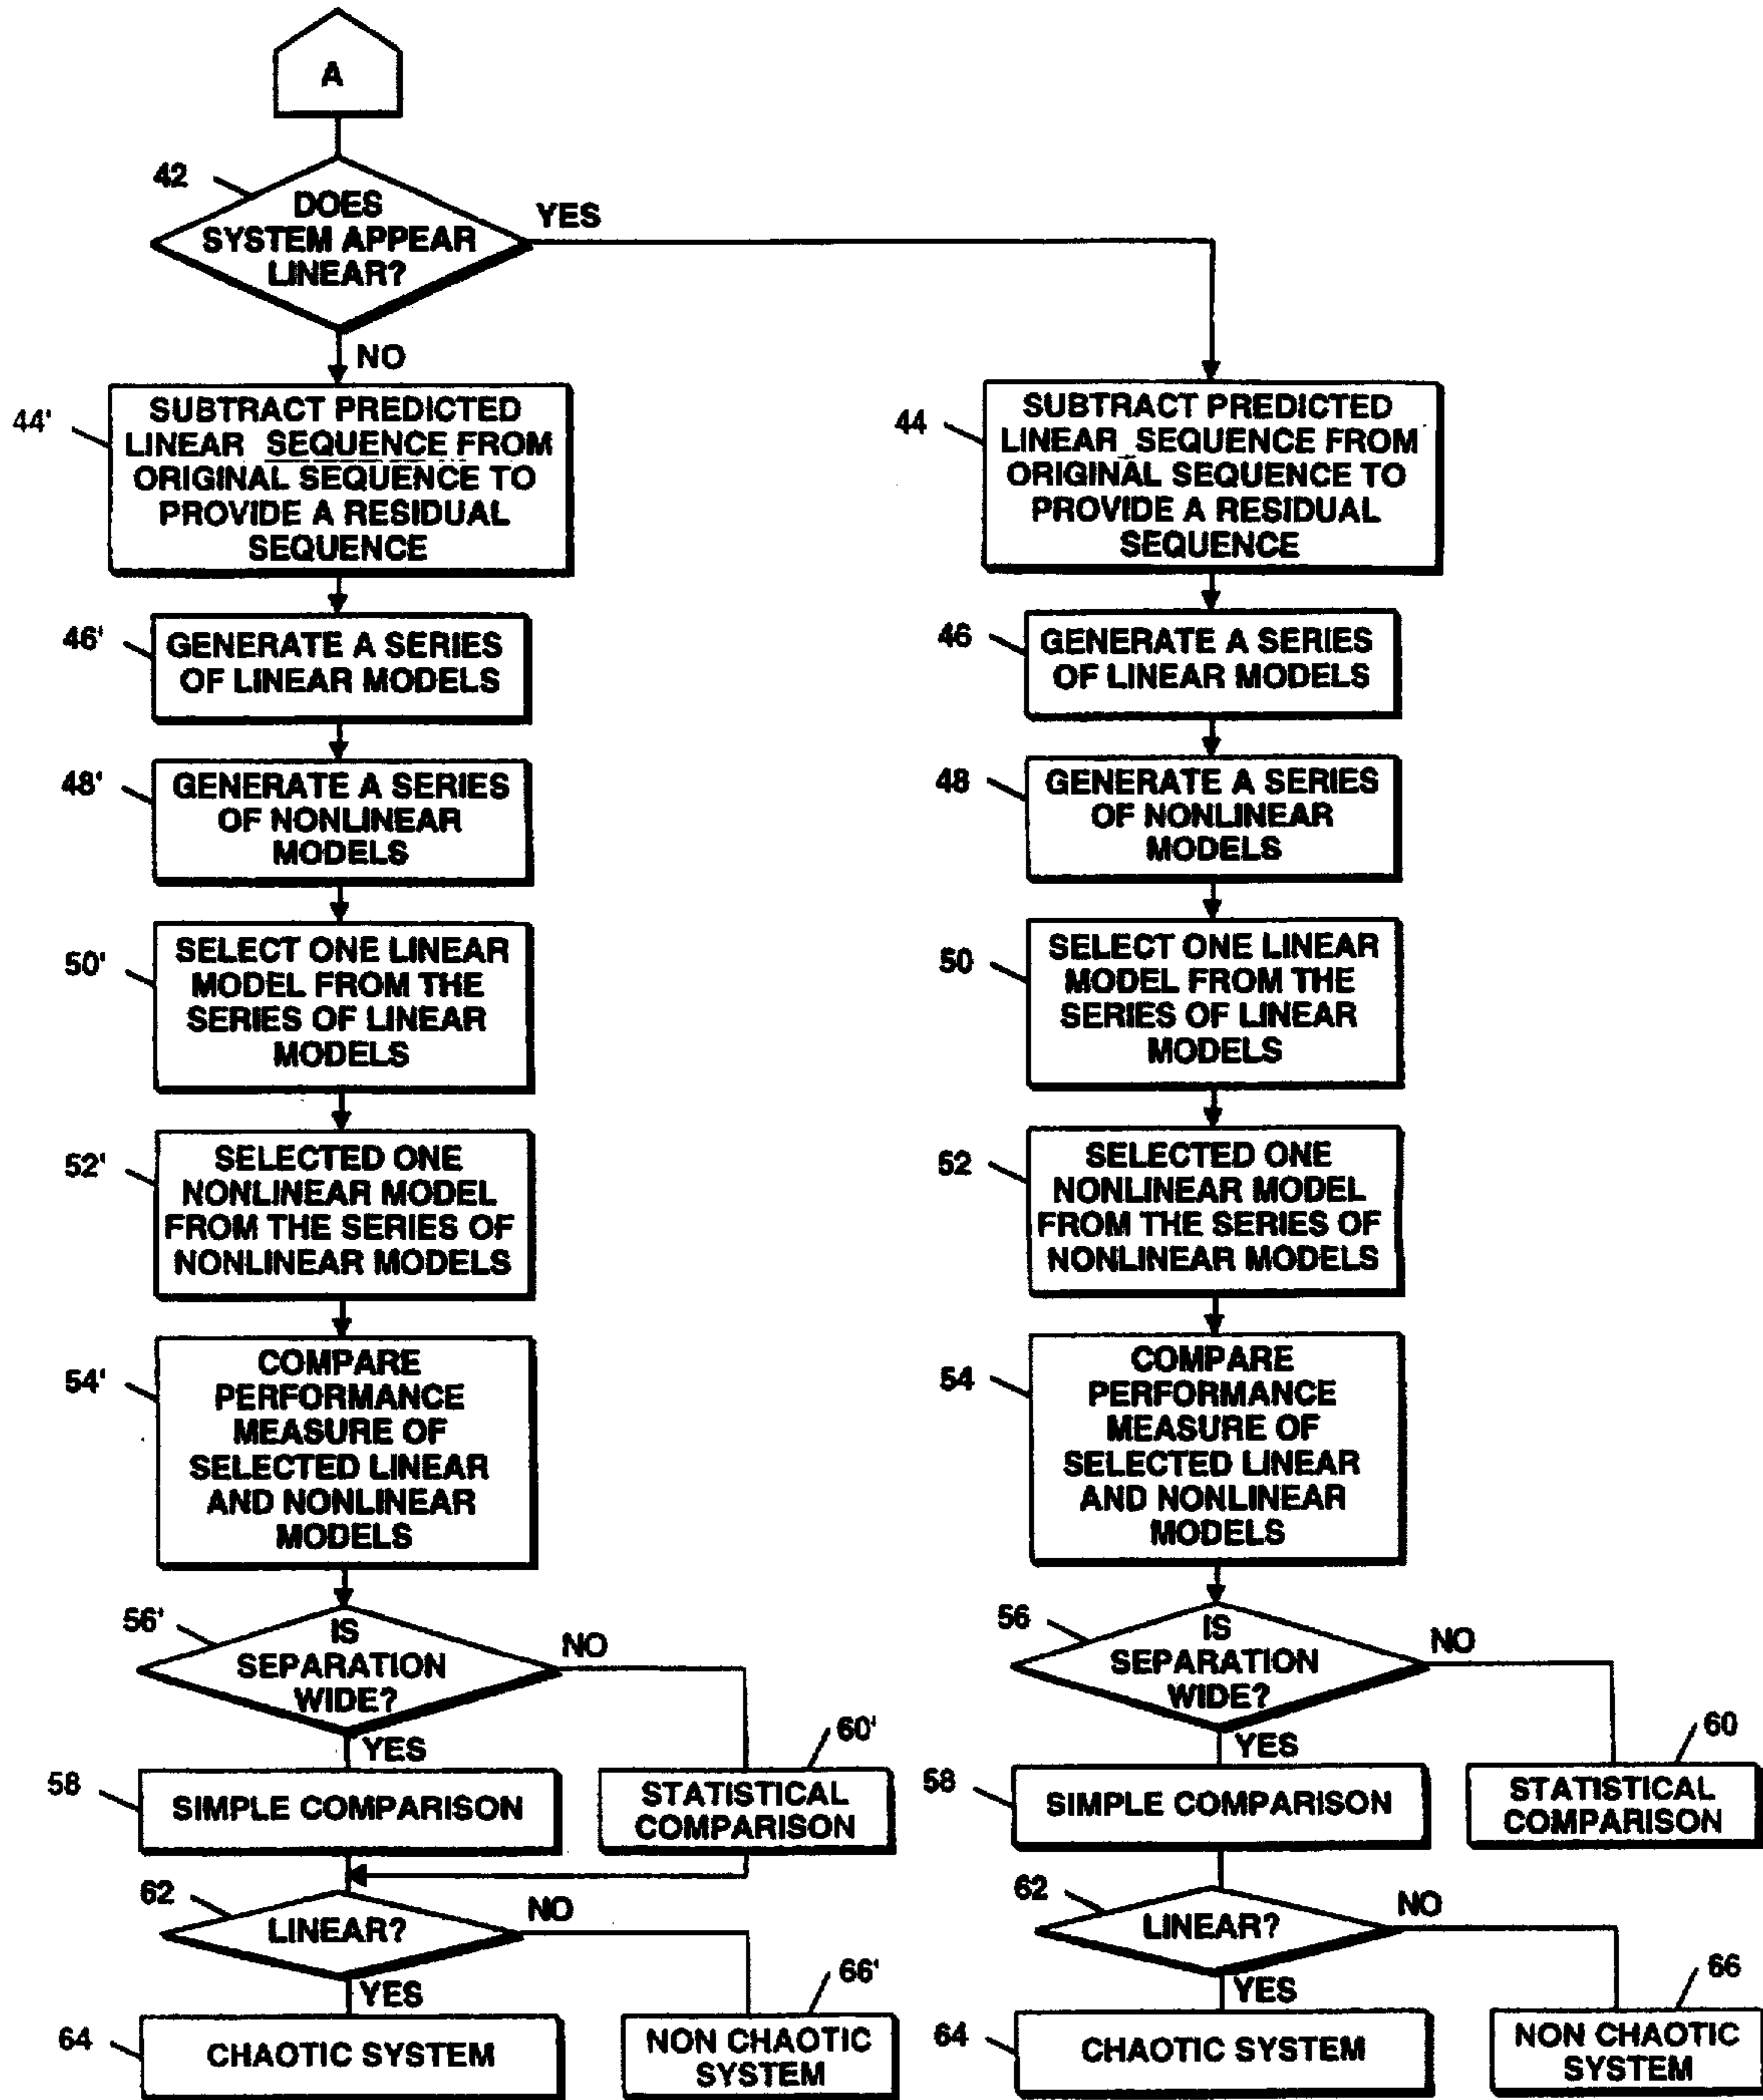 A
42
DOES
SYSTEM APPEAR
LINEAR?
YES
NO
44'
SUBTRACT PREDICTED
LINEAR SEQUENCE FROM
ORIGINAL SEQUENCE TO
PROVIDE A RESIDUAL
SEQUENCE
46'
GENERATE A SERIES
OF LINEAR MODELS
48'
GENERATE A SERIES
OF NONLINEAR
MODELS
50'
SELECT ONE LINEAR
MODEL FROM THE
SERIES OF LINEAR
MODELS
52'
SELECTED ONE
NONLINEAR MODEL
FROM THE SERIES OF
NONLINEAR MODELS
54'
COMPARE
PERFORMANCE
MEASURE OF
SELECTED LINEAR
AND NONLINEAR
MODELS
56'
IS
SEPARATION
WIDE?
NO
YES
58
SIMPLE COMPARISON
60'
STATISTICAL
COMPARISON
62
LINEAR?
NO
YES
64
CHAOTIC SYSTEM
66'
NON CHAOTIC
SYSTEM
44
SUBTRACT PREDICTED
LINEAR SEQUENCE FROM
ORIGINAL SEQUENCE TO
PROVIDE A RESIDUAL
SEQUENCE
46
GENERATE A SERIES
OF LINEAR MODELS
48
GENERATE A SERIES
OF NONLINEAR
MODELS
50
SELECT ONE LINEAR
MODEL FROM THE
SERIES OF LINEAR
MODELS
52
SELECTED ONE
NONLINEAR MODEL
FROM THE SERIES OF
NONLINEAR MODELS
54
COMPARE
PERFORMANCE
MEASURE OF
SELECTED LINEAR
AND NONLINEAR
MODELS
56
IS
SEPARATION
WIDE?
NO
YES
58
SIMPLE COMPARISON
60
STATISTICAL
COMPARISON
62
LINEAR?
NO
YES
64
CHAOTIC SYSTEM
66
NON CHAOTIC
SYSTEM